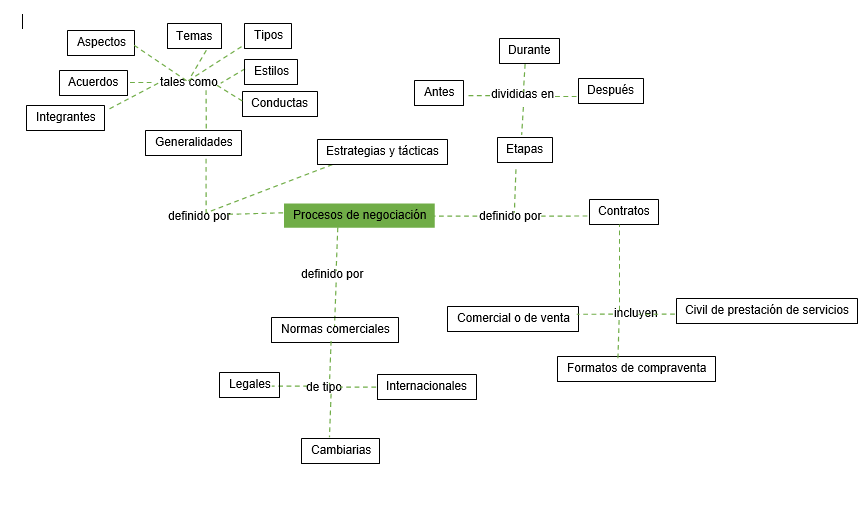 Temas
Tipos
Aspectos
Durante
Estilos
Acuerdos
tales como
Antes
divididas en
Después
Conductas
Integrantes
Generalidades
Estrategias y tácticas
Etapas
definido por
Procesos de negociación
definido por
Contratos
definido por
Comercial o de venta
incluyen
Civil de prestación de servicios
Normas comerciales
Formatos de compraventa
Legales
de tipo
Internacionales
Cambiarias